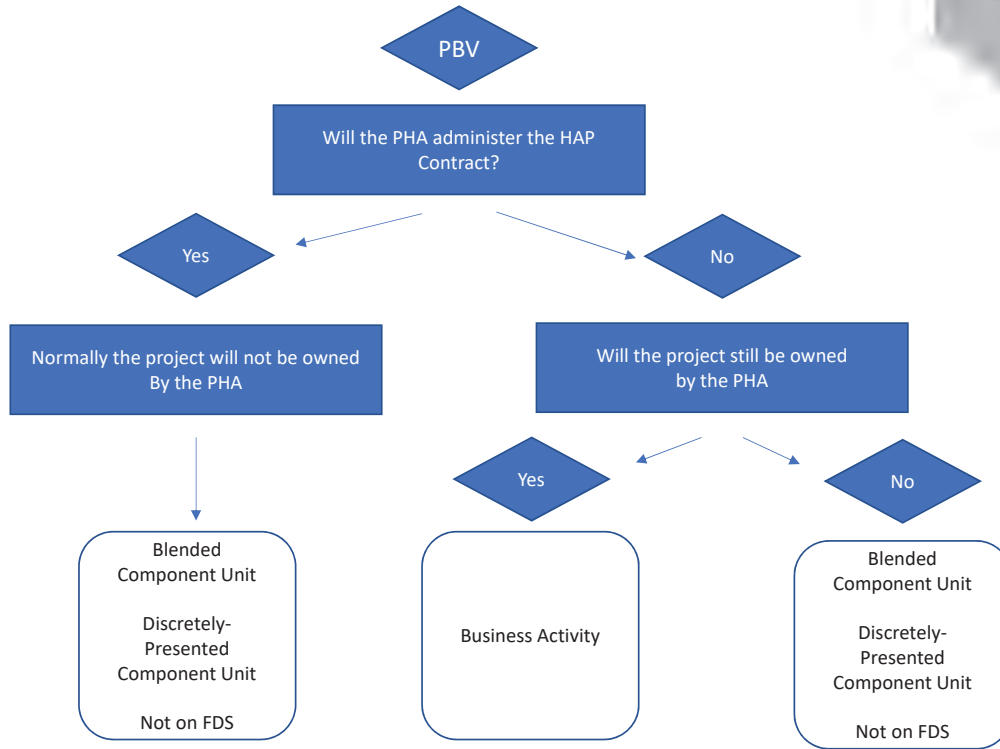 PBV
Will the PHA administer the HAP
Contract?
Yes
No
Normally the project will not be owned
By the PHA
Will the project still be owned
by the PHA
Yes
No
Blended
Component Unit
Discretely-
Presented
Component Unit
Not on FDS
Business Activity
Blended
Component Unit
Discretely-
Presented
Component Unit
Not on FDS